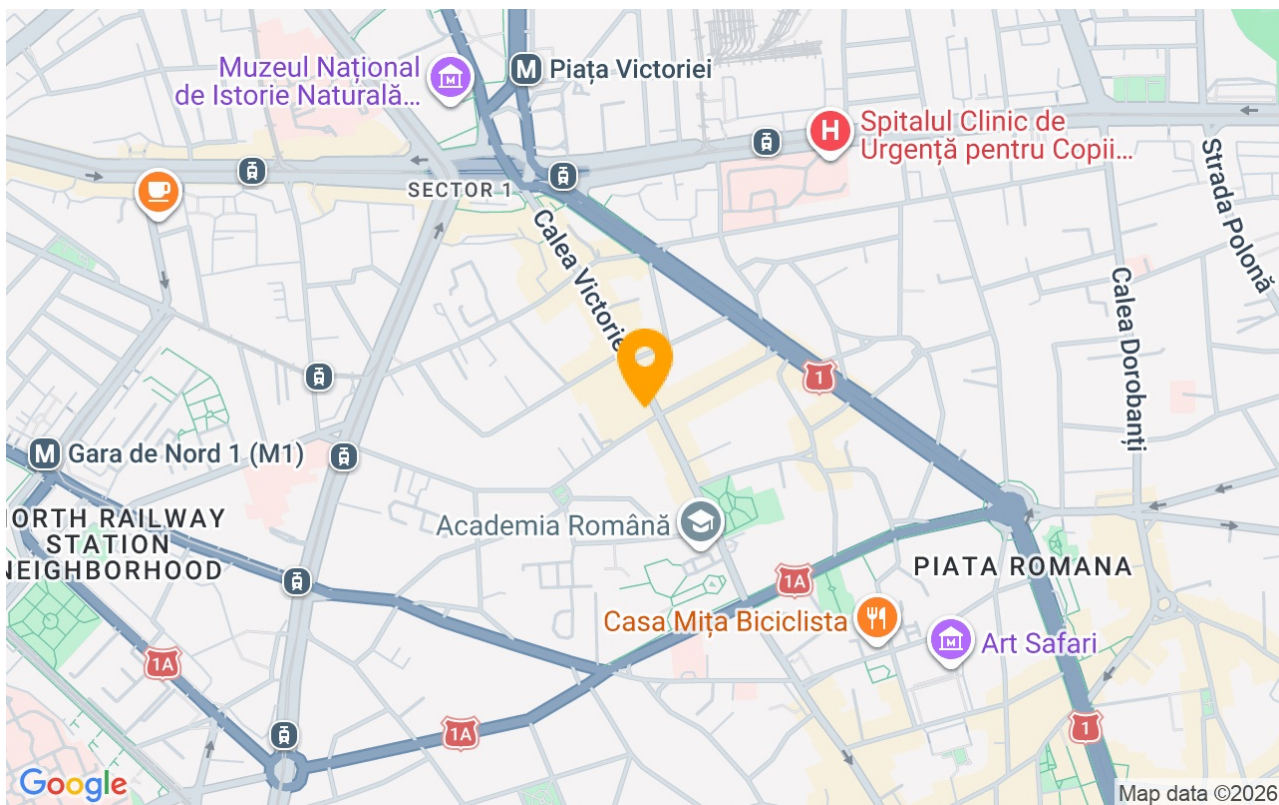 Muzeul Național
de Istorie Naturală...
M
Piața Victoriei
H
Spitalul Clinic de
Urgență pentru Copii...
SECTOR 1
Strada Polonă
Calea Victoriei
Calea Dorobanți
1
M
Gara de Nord 1 (M1)
Academia Română
ORTH RAILWAY
STATION
NEIGHBORHOOD
PIATA ROMANA
1A
Casa Mița Biciclista
M
Art Safari
1A
1A
1
Google
Map data ©2026